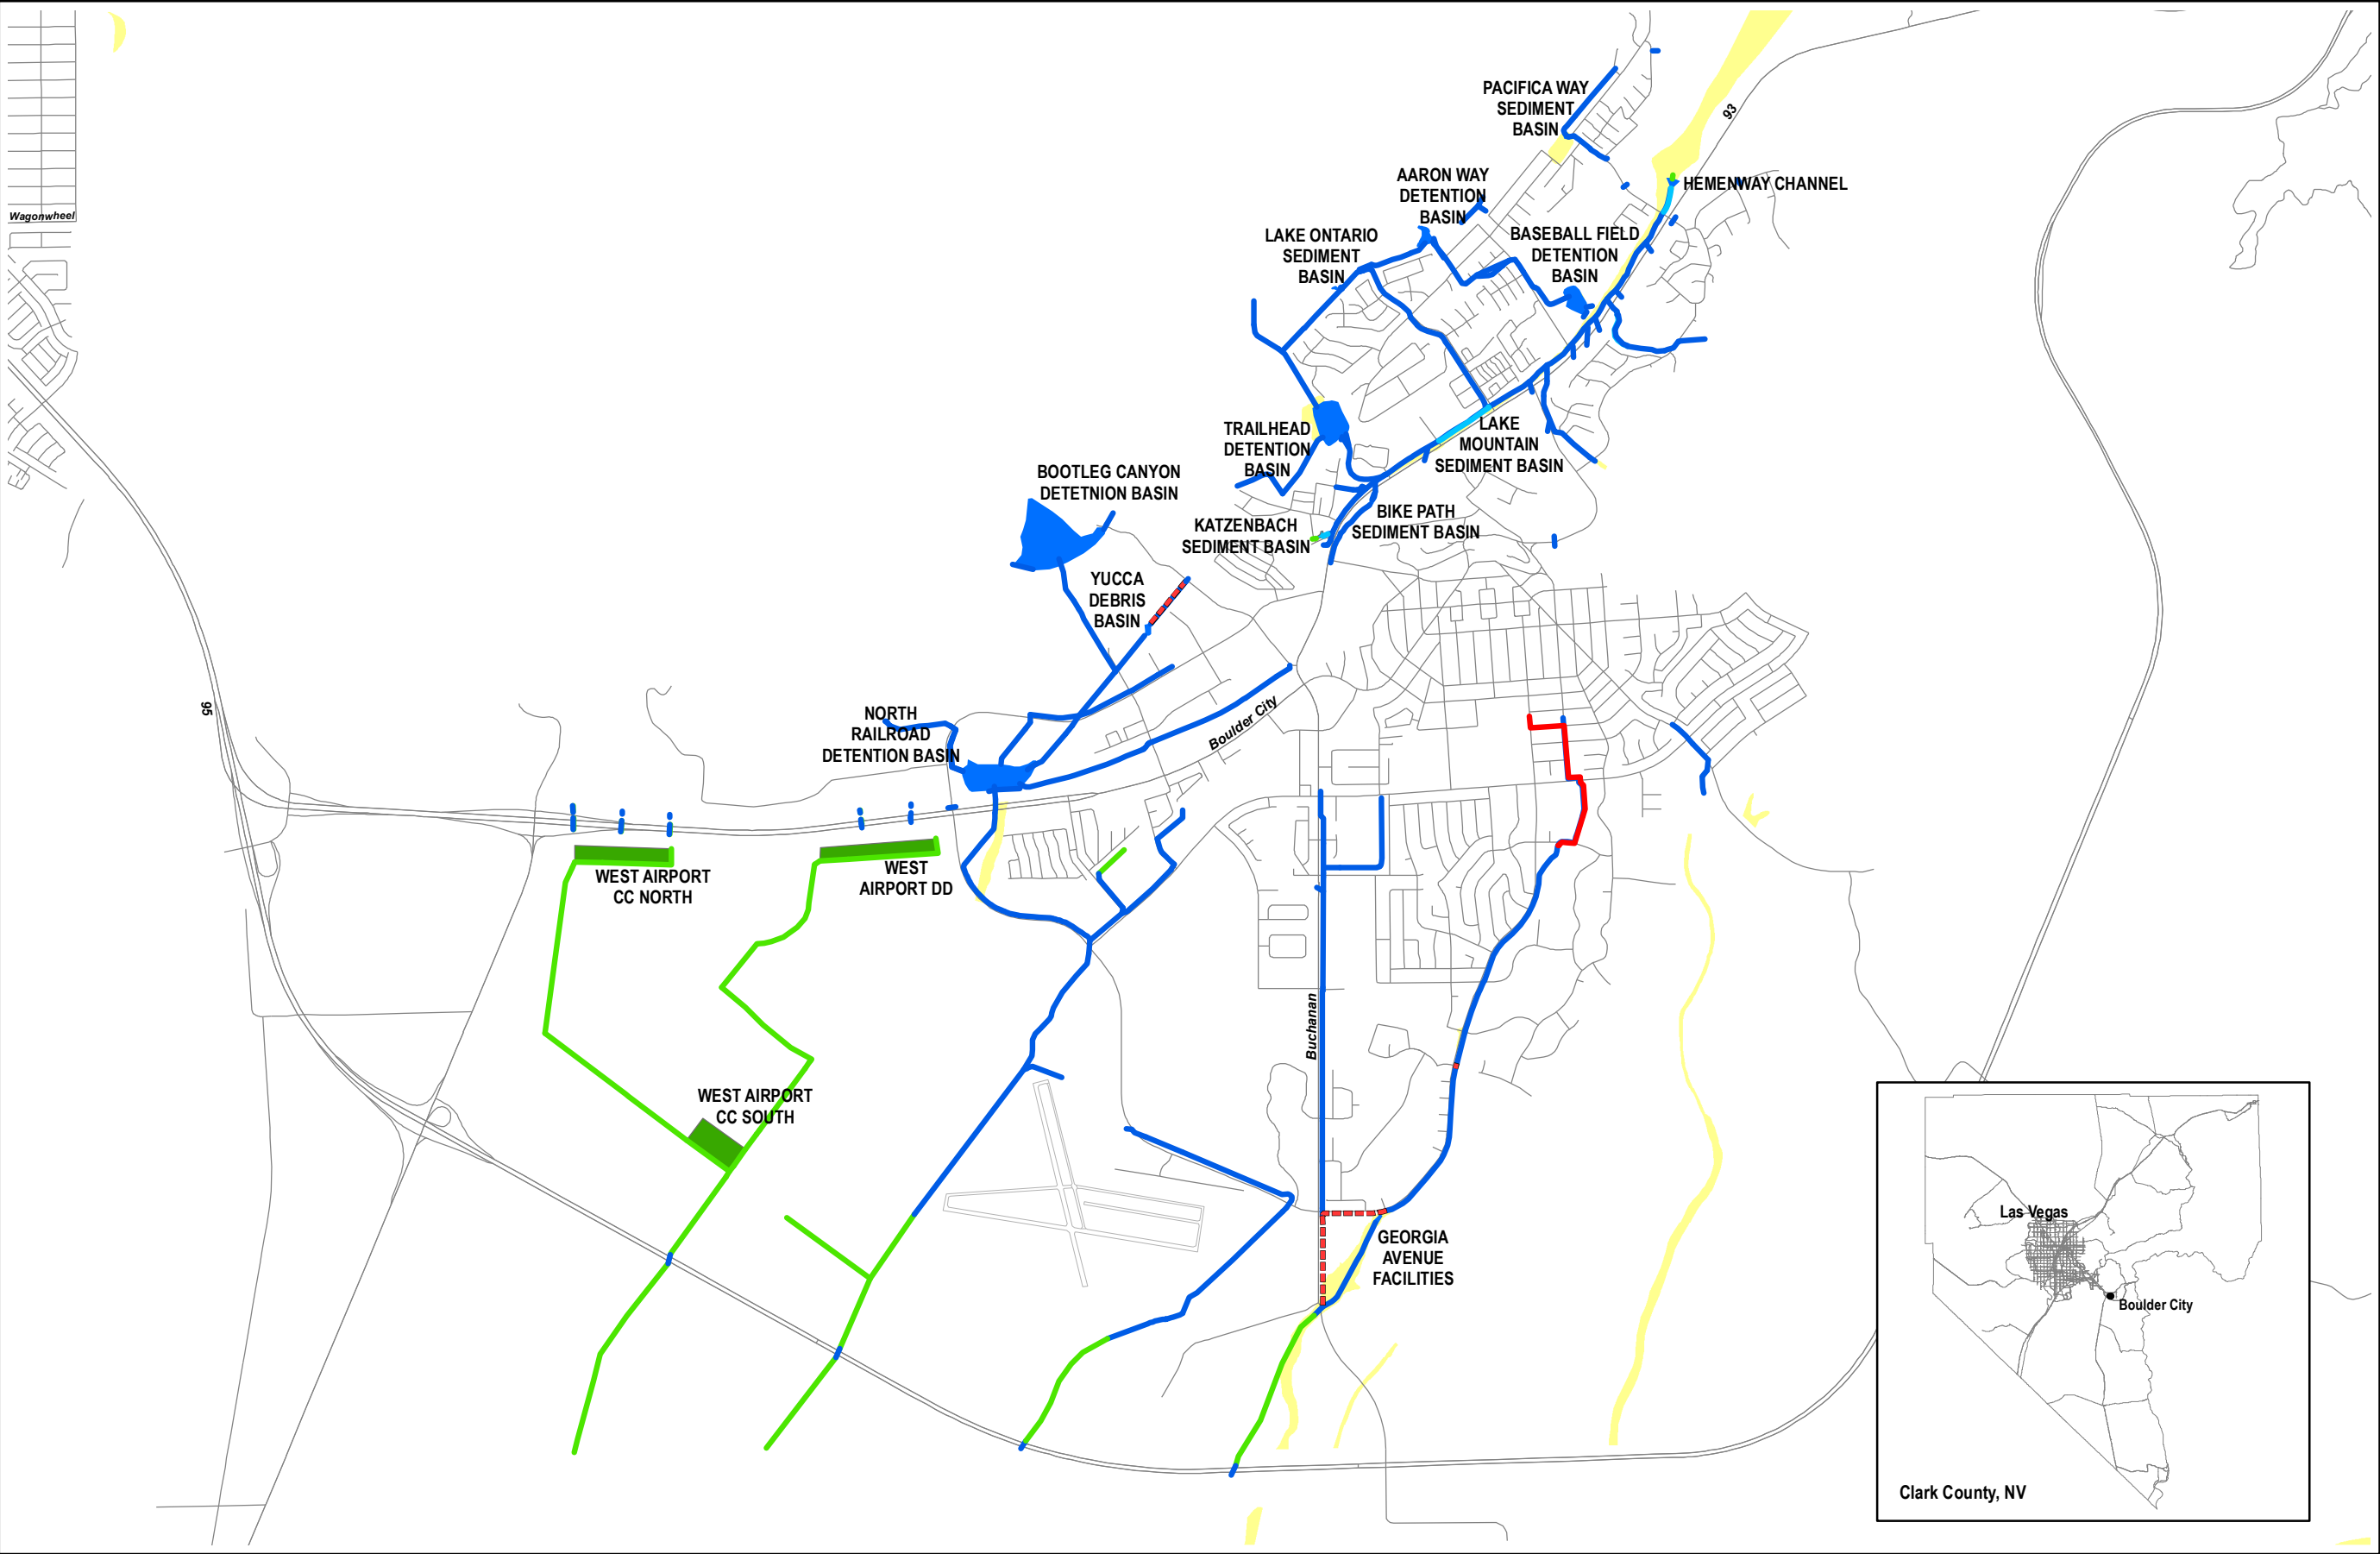 PACIFICA WAY
SEDIMENT
BASIN
93
AARON WAY
DETENTION
BASIN
HEMENWAY CHANNEL
Wagonwheel
LAKE ONTARIO
SEDIMENT
BASIN
BASEBALL FIELD
DETENTION
BASIN
TRAILHEAD
DETENTION
BASIN
LAKE
MOUNTAIN
SEDIMENT BASIN
BOOTLEG CANYON
DETETNION BASIN
KATZENBACH
SEDIMENT BASIN
BIKE PATH
SEDIMENT BASIN
YUCCA
DEBRIS
BASIN
95
NORTH
RAILROAD
DETENTION BASIN
Boulder City
WEST AIRPORT
CC NORTH
WEST
AIRPORT DD
Buchanan
WEST AIRPORT
CC SOUTH
GEORGIA
AVENUE
FACILITIES
Las Vegas
Boulder City
Clark County, NV